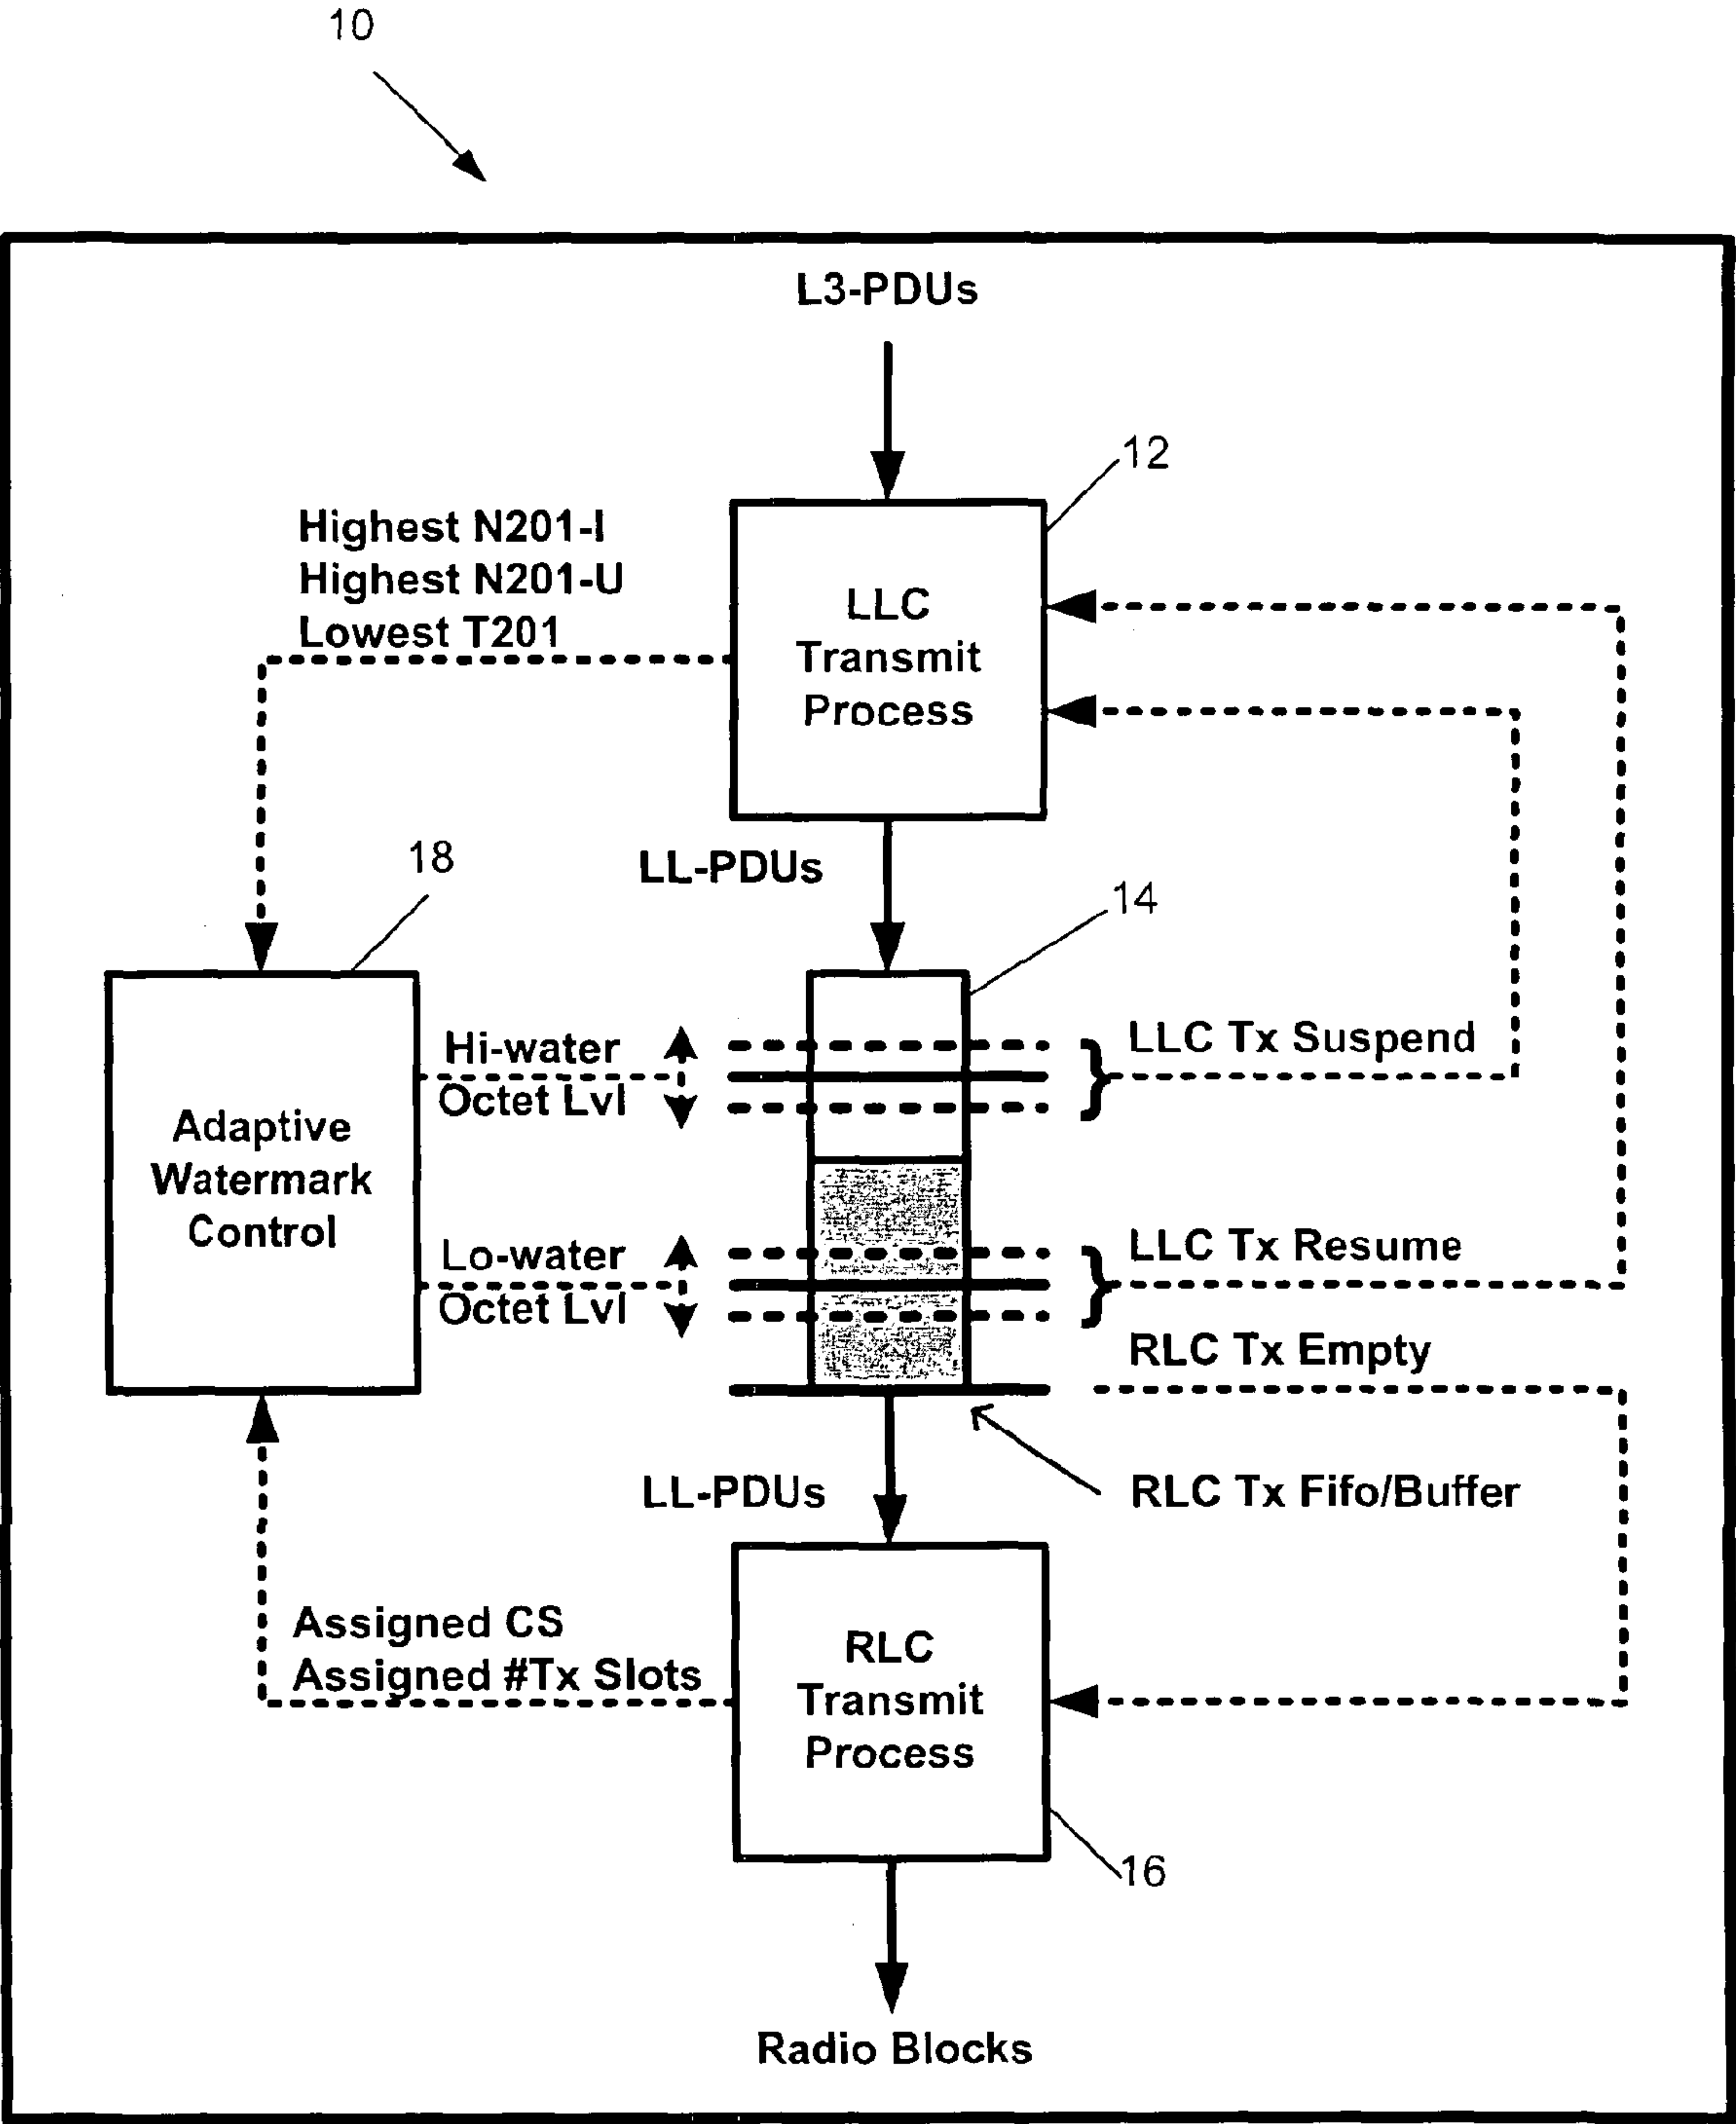 10
L3-PDUs
12
Highest N201-I
Highest N201-U
Lowest T201
LLC
Transmit
Process
18
LL-PDUs
14
Hi-water
Octet Lvl
LLC Tx Suspend
Adaptive
Watermark
Control
Lo-water
Octet Lvl
LLC Tx Resume
RLC Tx Empty
LL-PDUs
RLC Tx Fifo/Buffer
Assigned CS
Assigned #Tx Slots
RLC
Transmit
Process
16
Radio Blocks